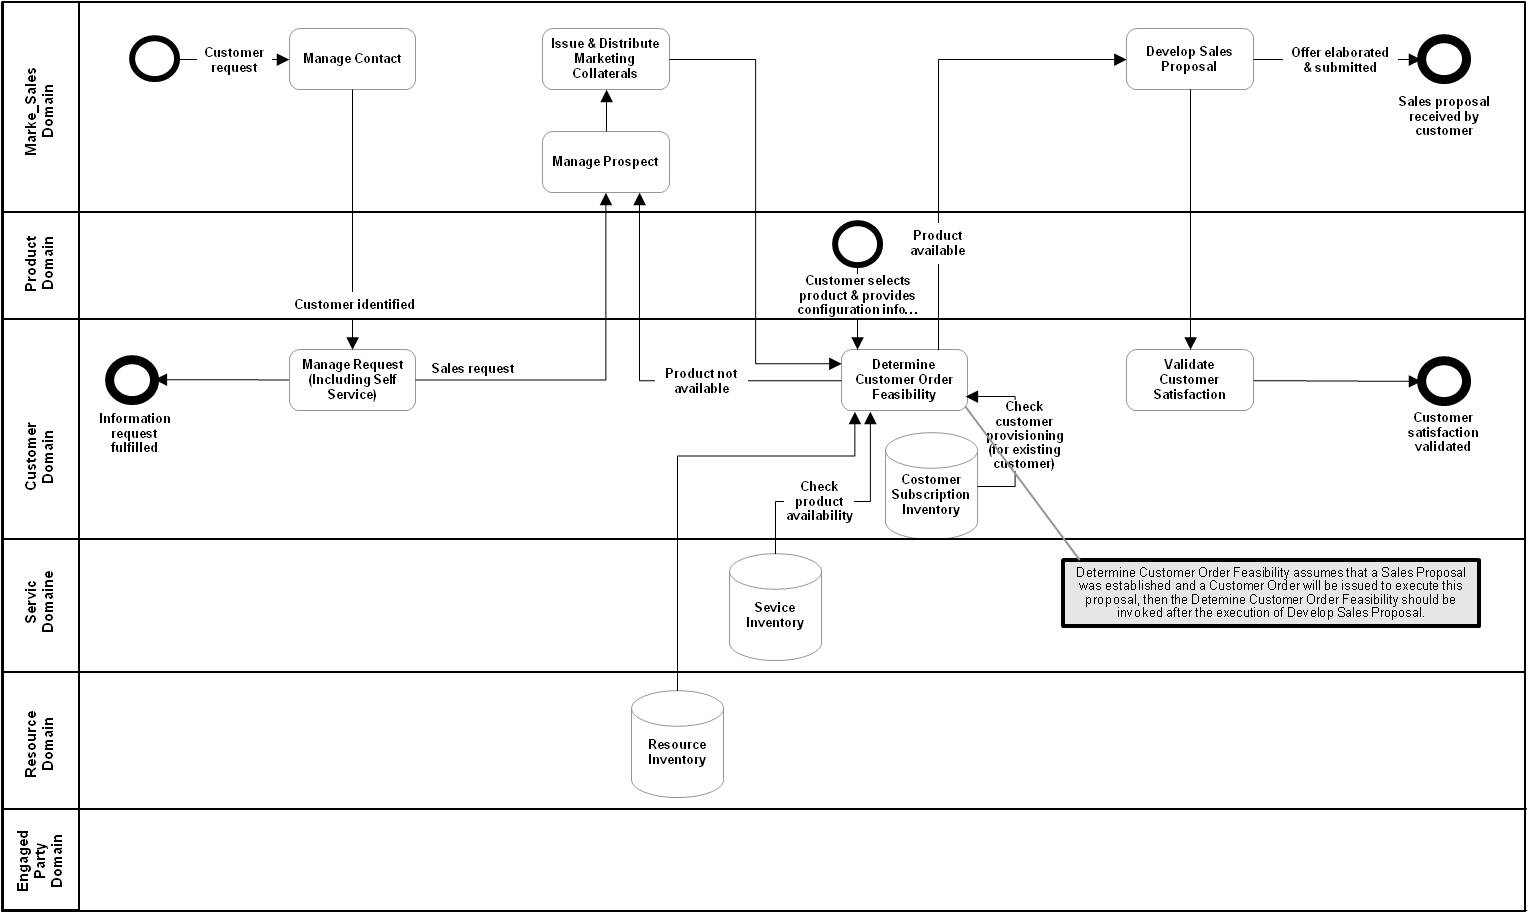 Marke_Sales
Domain
Customer
request
Manage Contact
Issue & Distribute
Marketing
Collaterals
Manage Prospect
Develop Sales
Proposal
Offer elaborated
& submitted
Sales proposal
received by
customer
Product
Domain
Customer identified
Customer selects
product & provides
configuration info...
Product
available
Customer
Domain
Information
request
fulfilled
Manage Request
(Including Self
Service)
Sales request
Product not
available
Determine
Customer Order
Feasibility
Check
customer
provisioning
(for existing
customer)
Validate
Customer
Satisfaction
Customer
satisfaction
validated
Check
product
availability
Costomer
Subscription
Inventory
Servic
Domaine
Sevice
Inventory
Determine Customer Order Feasibility assumes that a Sales Proposal
was established and a Customer Order will be issued to execute this
proposal, then the Detemine Customer Order Feasibility should be
invoked after the execution of Develop Sales Proposal.
Resource
Domain
Resource
Inventory
Engaged
Party
Domain